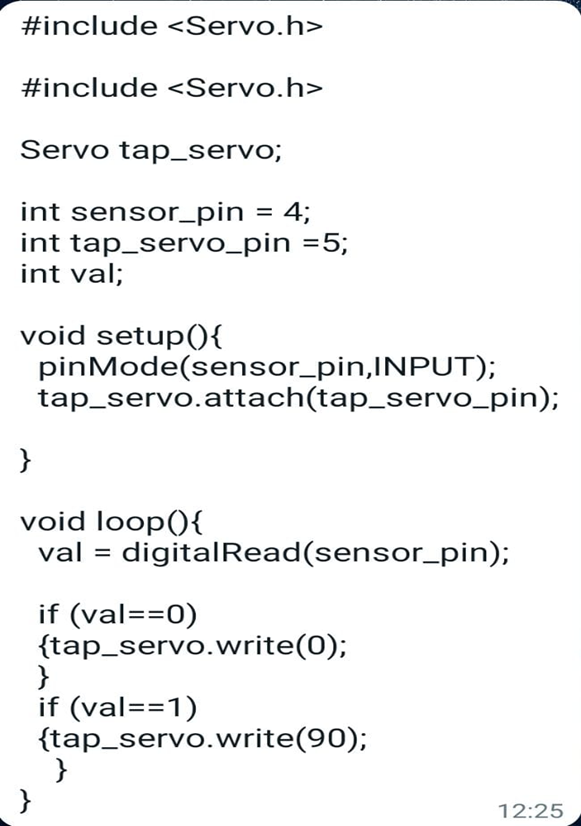 #include <Servo.h>
#include <Servo.h>
Servo tap_servo;
int sensor_pin = 4;
int tap_servo_pin =5;
int val;
void setup(){
pinMode(sensor_pin,INPUT);
tap_servo.attach(tap_servo_pin);
}
void loop(){
val = digitalRead(sensor_pin);
if (val==0)
{tap_servo.write(0);
}
if (val==1)
{tap_servo.write(90);
}
}
12:25